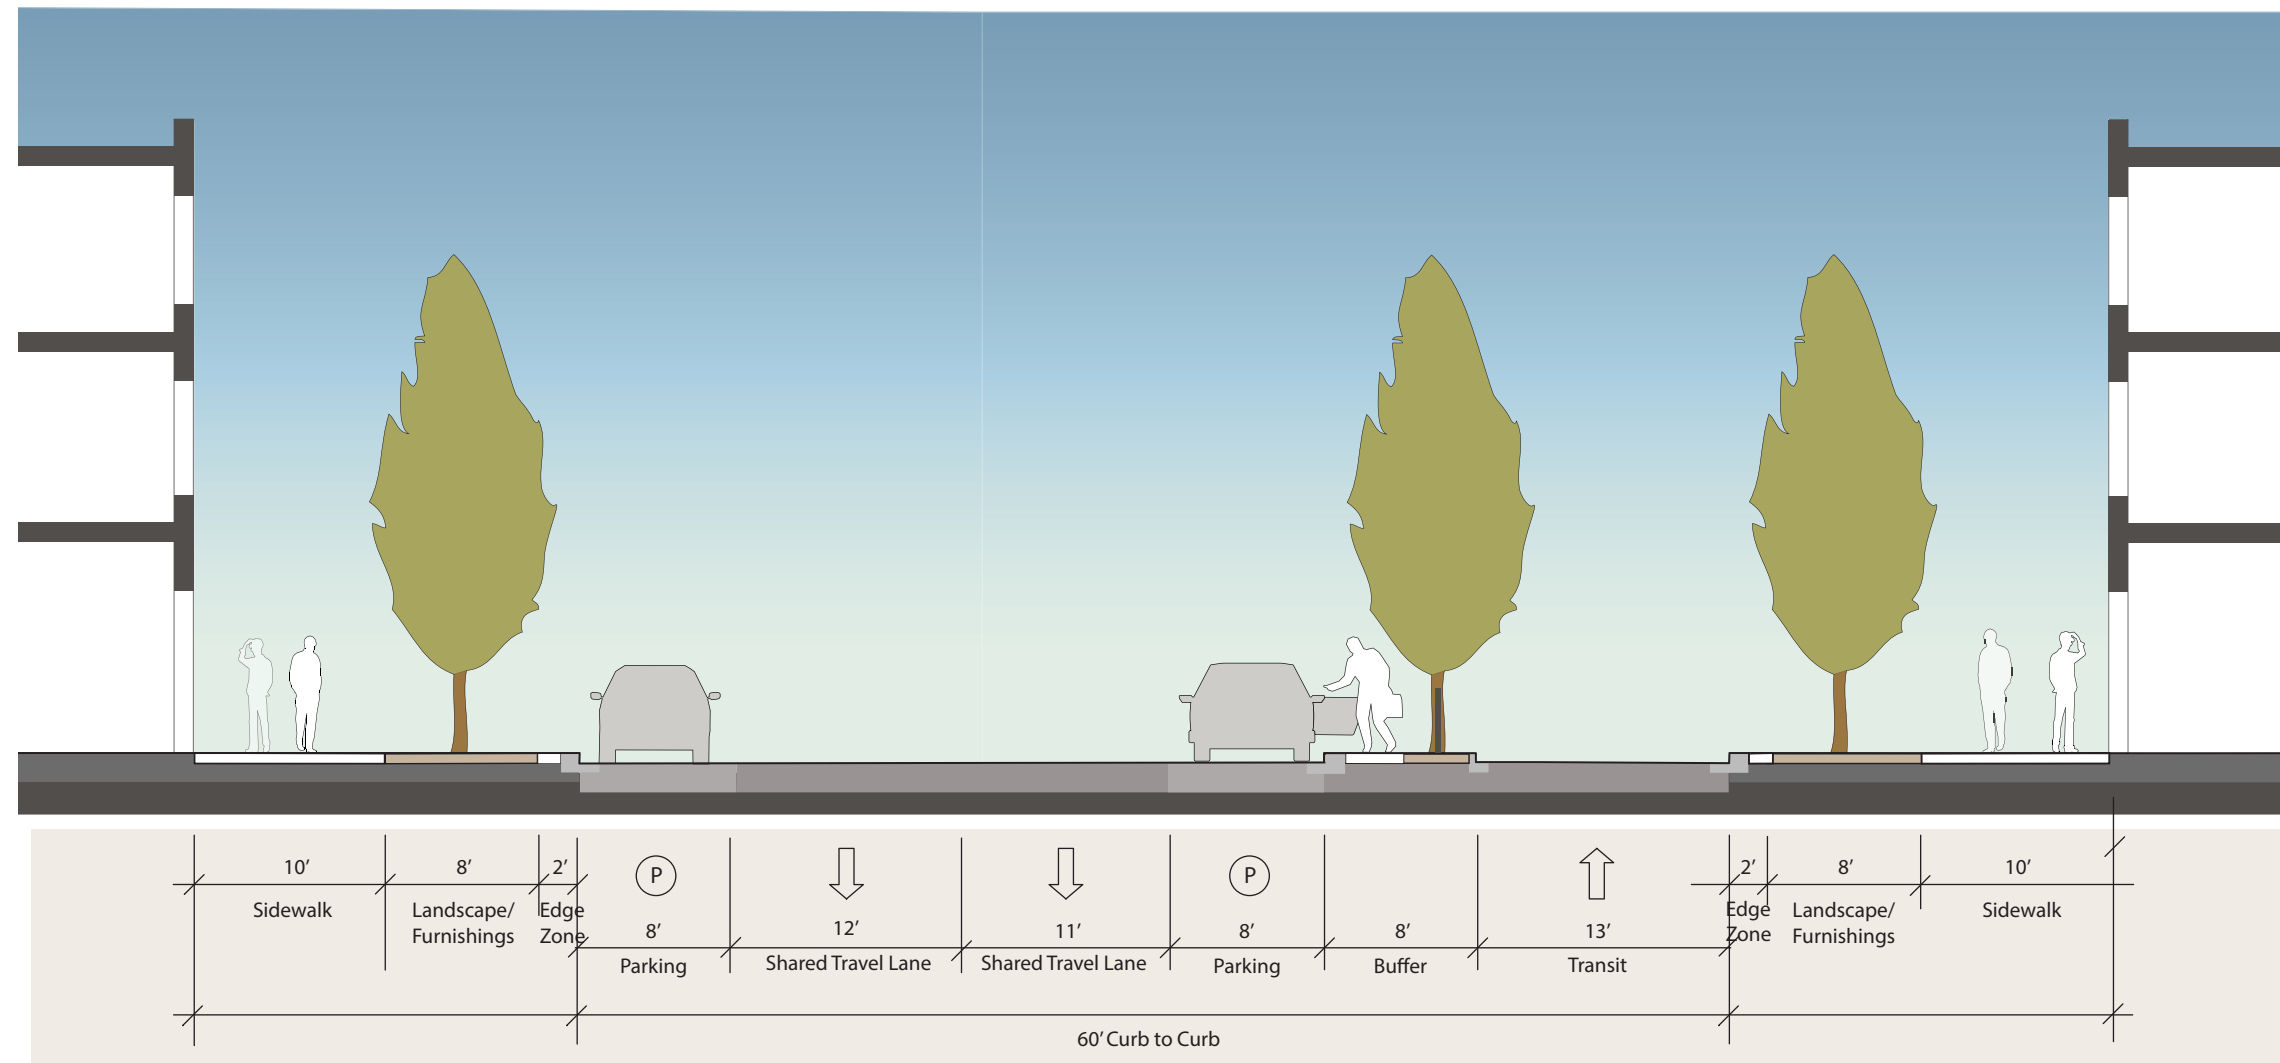 10’ 8’ 2’ P P 2’ 8’ 10’
Sidewalk Landscape/ Edge Edge Landscape/ Sidewalk
Furnishings Zone Zone Furnishings
8’ 12’ 11’ 8’ 8’ 13’
Parking Shared Travel Lane Shared Travel Lane Parking Buffer Transit
60’ Curb to Curb